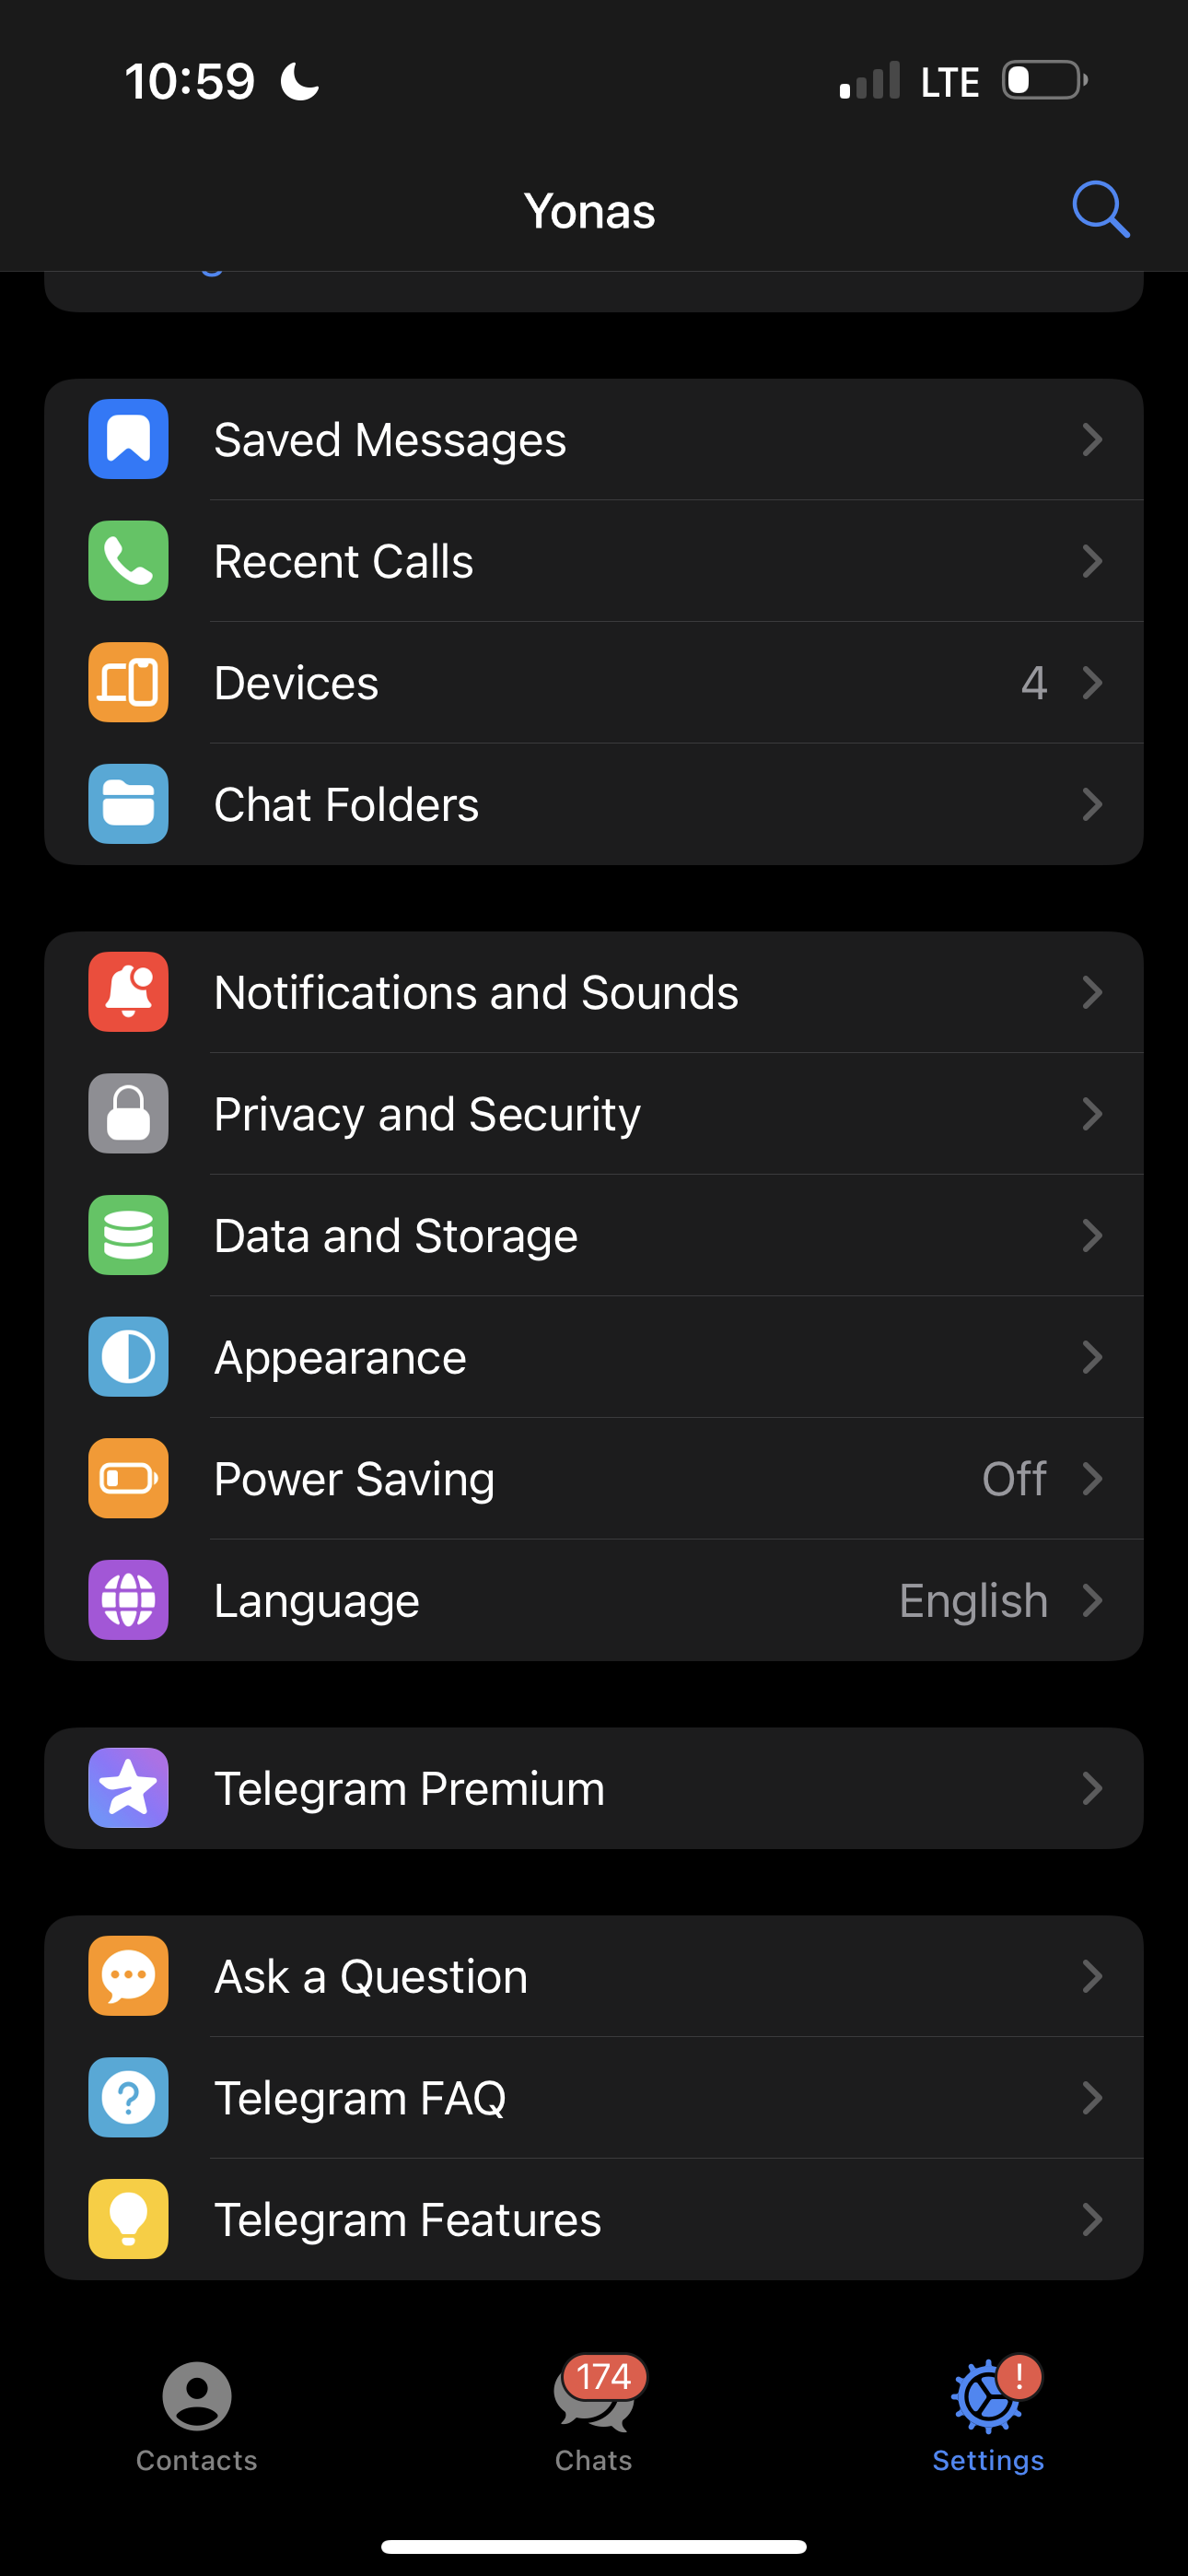 10:59
LTE
Yonas
Saved Messages
Recent Calls
Devices 4
Chat Folders
Notifications and Sounds
Privacy and Security
Data and Storage
Appearance
Power Saving Off
Language English
Telegram Premium
Ask a Question
Telegram FAQ
Telegram Features
174
!
Contacts
Chats
Settings